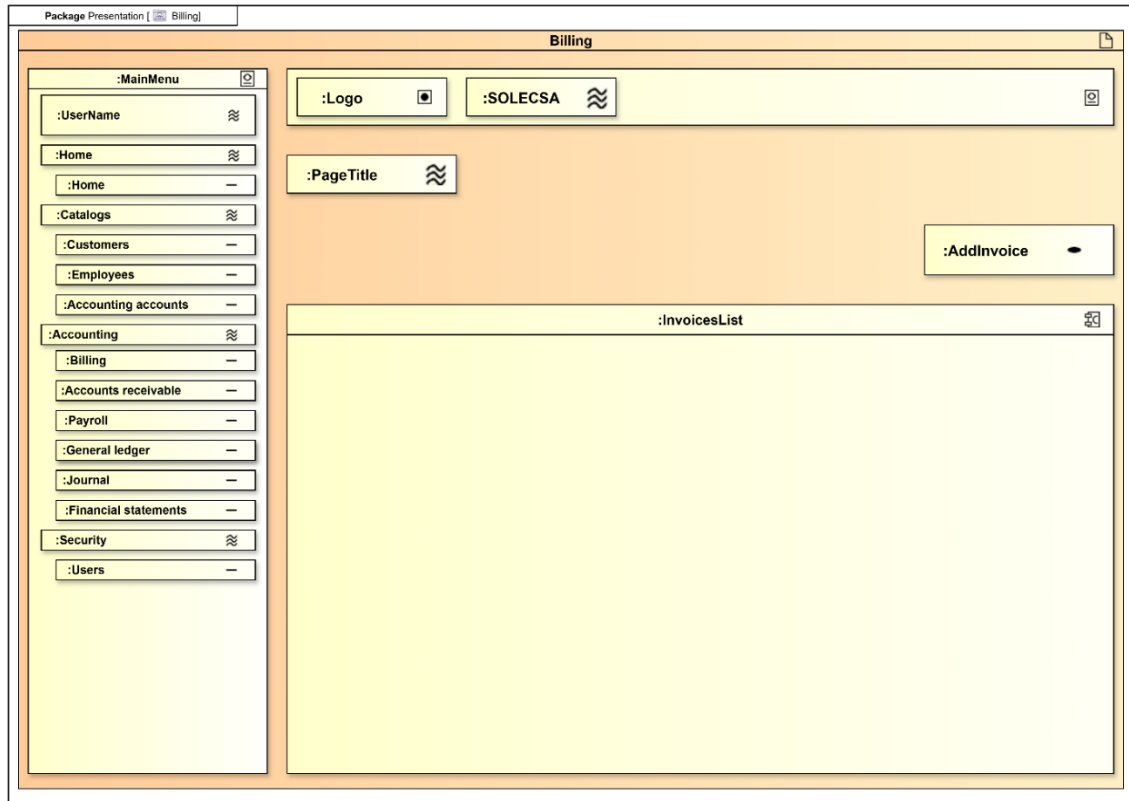 Package Presentation [ Billing]
Billing
:MainMenu
:UserName
:Home
:Home
:Catalogs
:Customers
:Employees
:Accounting accounts
:Accounting
:Billing
:Accounts receivable
:Payroll
:General ledger
:Journal
:Financial statements
:Security
:Users
:Logo
:SOLECSA
:PageTitle
:AddInvoice
:InvoicesList